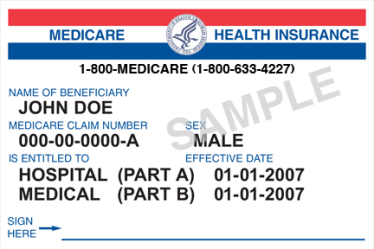 MEDICARE HEALTH INSURANCE
1-800-MEDICARE (1-800-633-4227)
NAME OF BENEFICIARY
JOHN DOE
MEDICARE CLAIM NUMBER SEX
000-00-0000-A MALE
IS ENTITLED TO EFFECTIVE DATE
HOSPITAL (PART A) 01-01-2007
MEDICAL (PART B) 01-01-2007
SIGN
HERE
SAMPLE